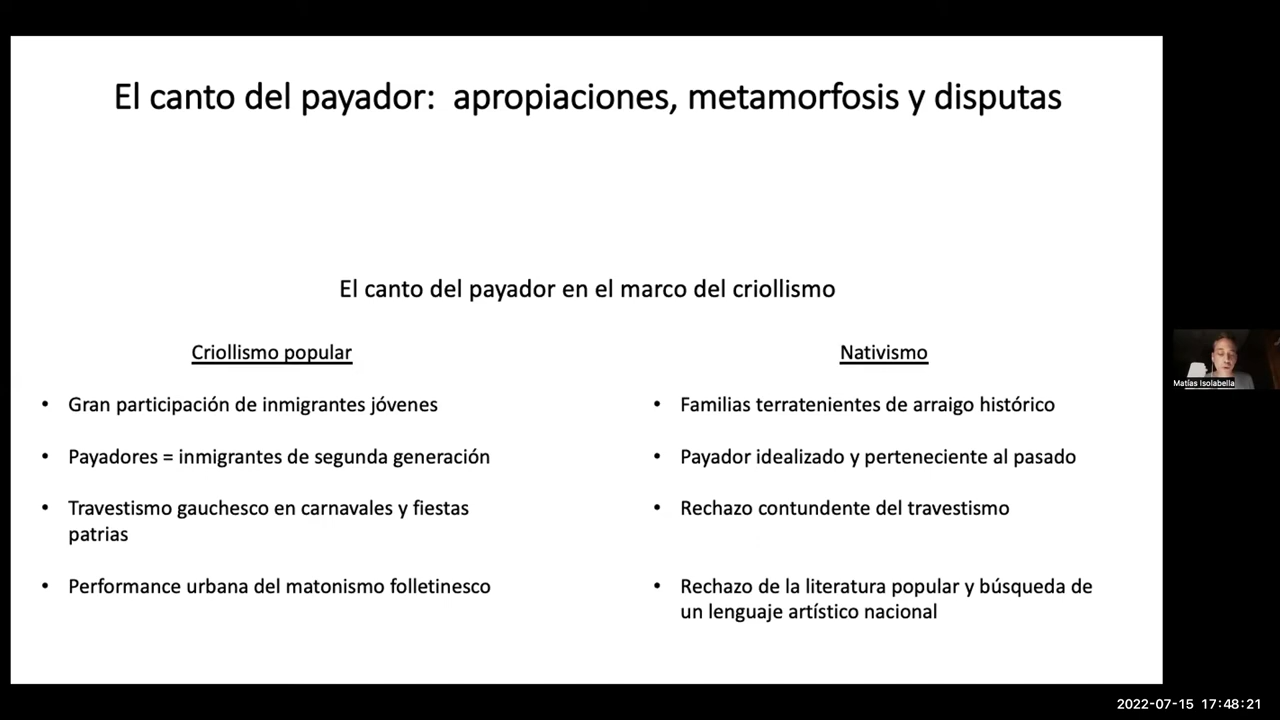 El canto del payador:  apropiaciones, metamorfosis y disputas
El canto del payador en el marco del criollismo
Criollismo popular
• Gran participación de inmigrantes jóvenes
• Payadores = inmigrantes de segunda generación
• Travestismo gauchesco en carnavales y fiestas
patrias
• Performance urbana del matonismo folletinesco
Nativismo
• Familias terratenientes de arraigo histórico
• Payador idealizado y perteneciente al pasado
• Rechazo contundente del travestismo
• Rechazo de la literatura popular y búsqueda de
un lenguaje artístico nacional
Matías Isolabella
2022-07-15 17:48:21